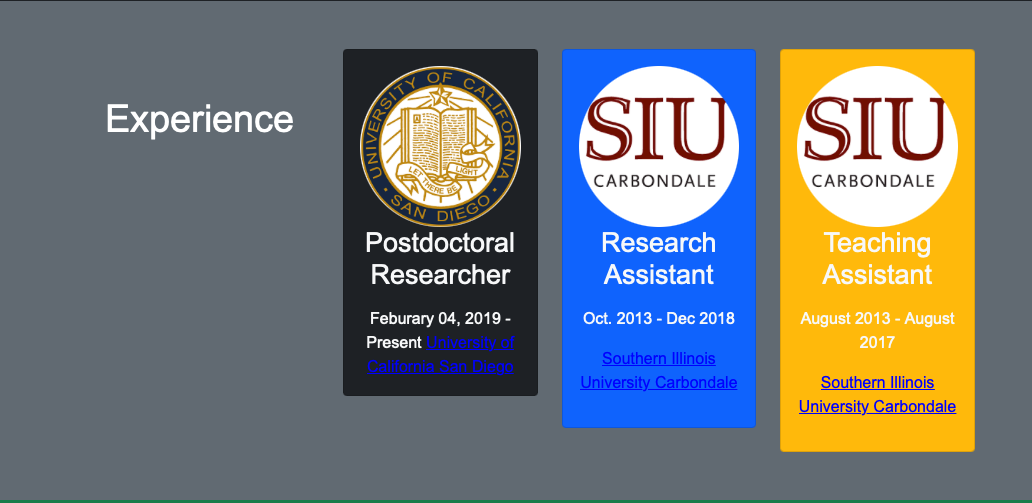 Experience
UNIVERSITY OF CALIFORNIA
SAN DIEGO
LET THERE BE LIGHT
Postdoctoral
Researcher
Feburary 04, 2019 -
Present University of
California San Diego
SIU
CARBONDALE
Research
Assistant
Oct. 2013 - Dec 2018
Southern Illinois
University Carbondale
SIU
CARBONDALE
Teaching
Assistant
August 2013 - August
2017
Southern Illinois
University Carbondale